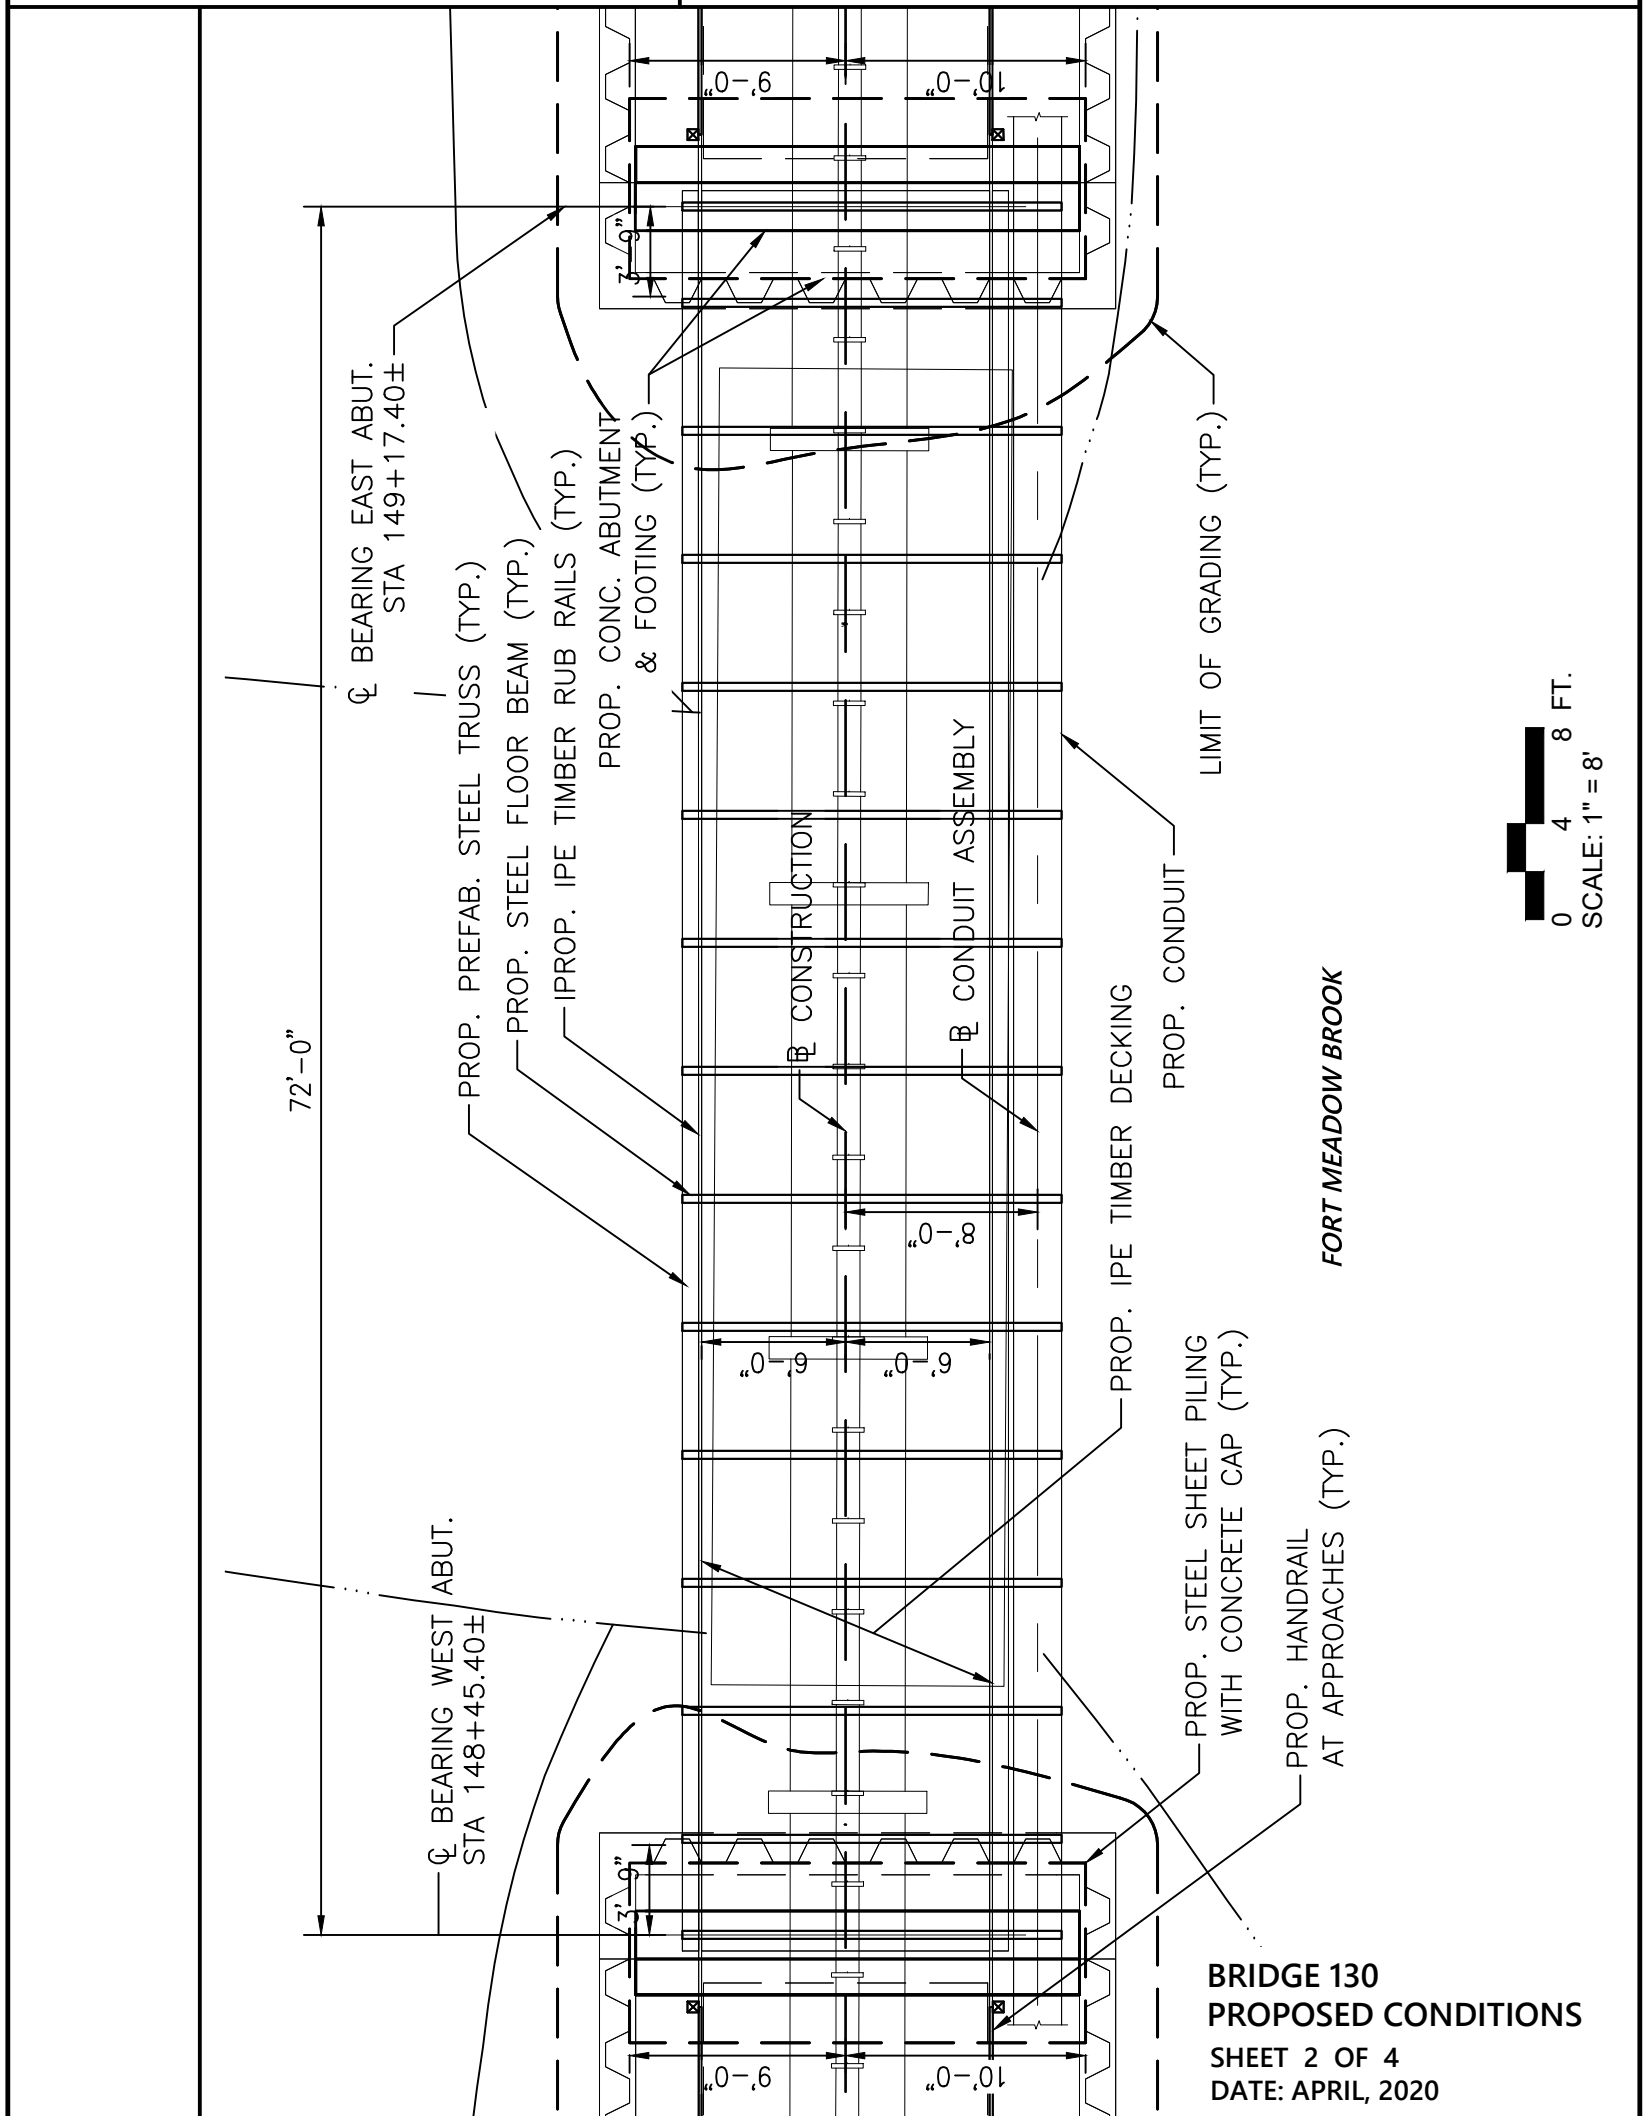 72'-0"
℄ BEARING WEST ABUT.
STA 148+45.40±
℄ BEARING EAST ABUT.
STA 149+17.40±
PROP. PREFAB. STEEL TRUSS (TYP.)
PROP. STEEL FLOOR BEAM (TYP.)
IPROP. IPE TIMBER RUB RAILS (TYP.)
PROP. CONC. ABUTMENT
& FOOTING (TYP.)
3'-9"
3'-9"
9'-0"
10'-0"
9'-0"
10'-0"
6'-0"
6'-0"
8'-0"
BL CONSTRUCTION
BL CONDUIT ASSEMBLY
PROP. IPE TIMBER DECKING
PROP. CONDUIT
LIMIT OF GRADING (TYP.)
PROP. STEEL SHEET PILING
WITH CONCRETE CAP (TYP.)
PROP. HANDRAIL
AT APPROACHES (TYP.)
FORT MEADOW BROOK
0 4 8 FT.
SCALE: 1" = 8'
BRIDGE 130
PROPOSED CONDITIONS
SHEET 2 OF 4
DATE: APRIL, 2020